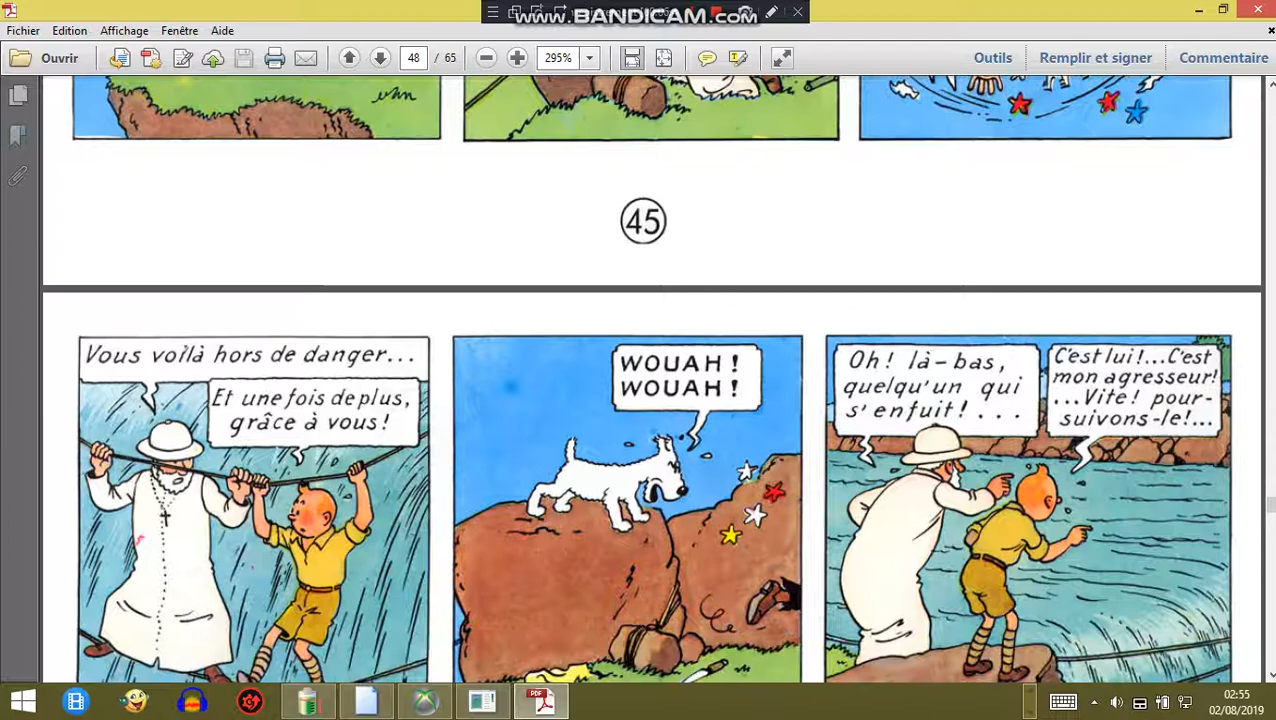 www.BANDICAM.com
Fichier Edition Affichage Fenêtre Aide
Ouvrir 48 / 65 295% Outils Remplir et signer Commentaire
45
Vous voilà hors de danger...
Et une fois de plus,
grâce à vous!
WOUAH!
WOUAH!
Oh! là-bas,
quelqu'un qui
s'enfuit!...
C'est lui!...C'est
mon agresseur!
...Vite! pour-
suivons-le!...
PDF
02:55
02/08/2019